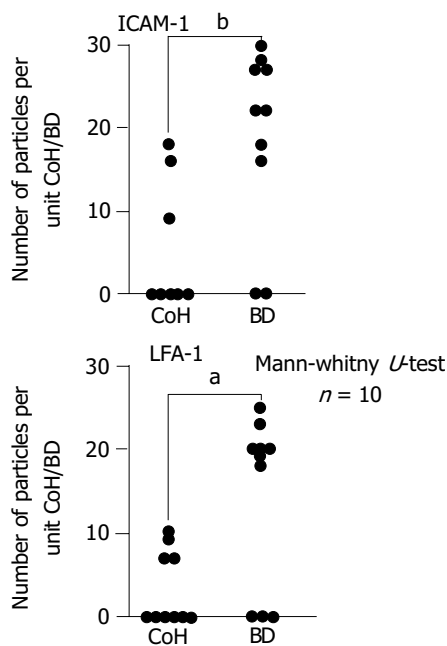 ICAM-1
b
30
20
10
0
CoH
BD
Number of particles per
unit CoH/BD
LFA-1
Mann-whitny U-test
n = 10
a
30
20
10
0
CoH
BD
Number of particles per
unit CoH/BD